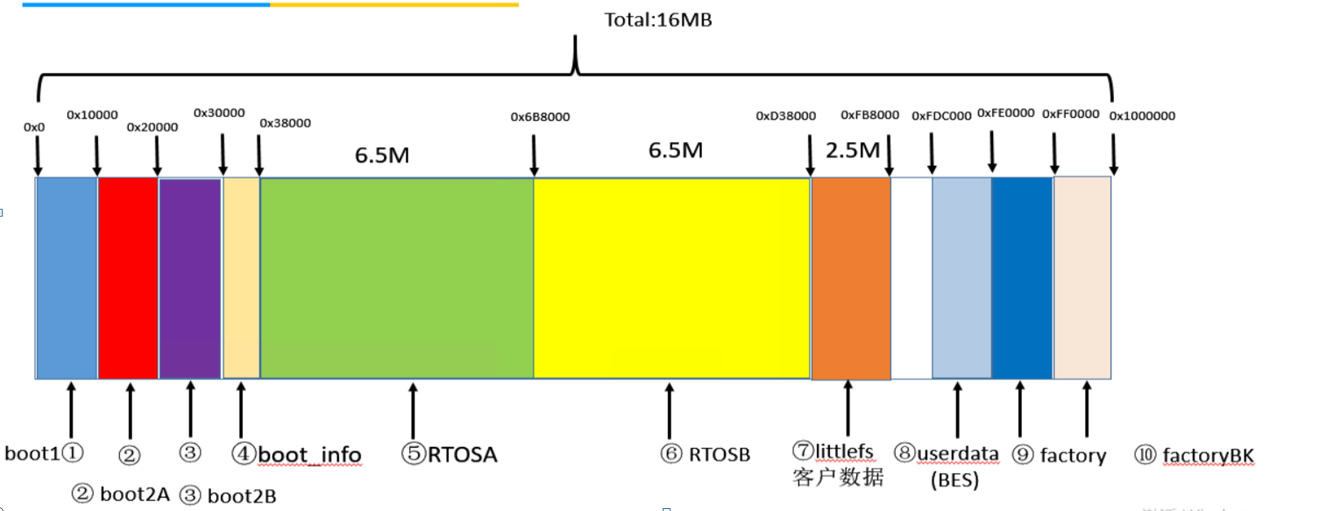 Total:16MB
0x0
0x10000
0x20000
0x30000
0x38000
0x6B8000
0xD38000
0xFB8000
0xFDC000
0xFE0000
0xFF0000
0x1000000
6.5M
6.5M
2.5M
boot1①
②
③
④boot_info
⑤RTOSA
⑥ RTOSB
⑦littlefs
客户数据
⑧userdata
(BES)
⑨ factory
⑩ factoryBK
② boot2A
③ boot2B